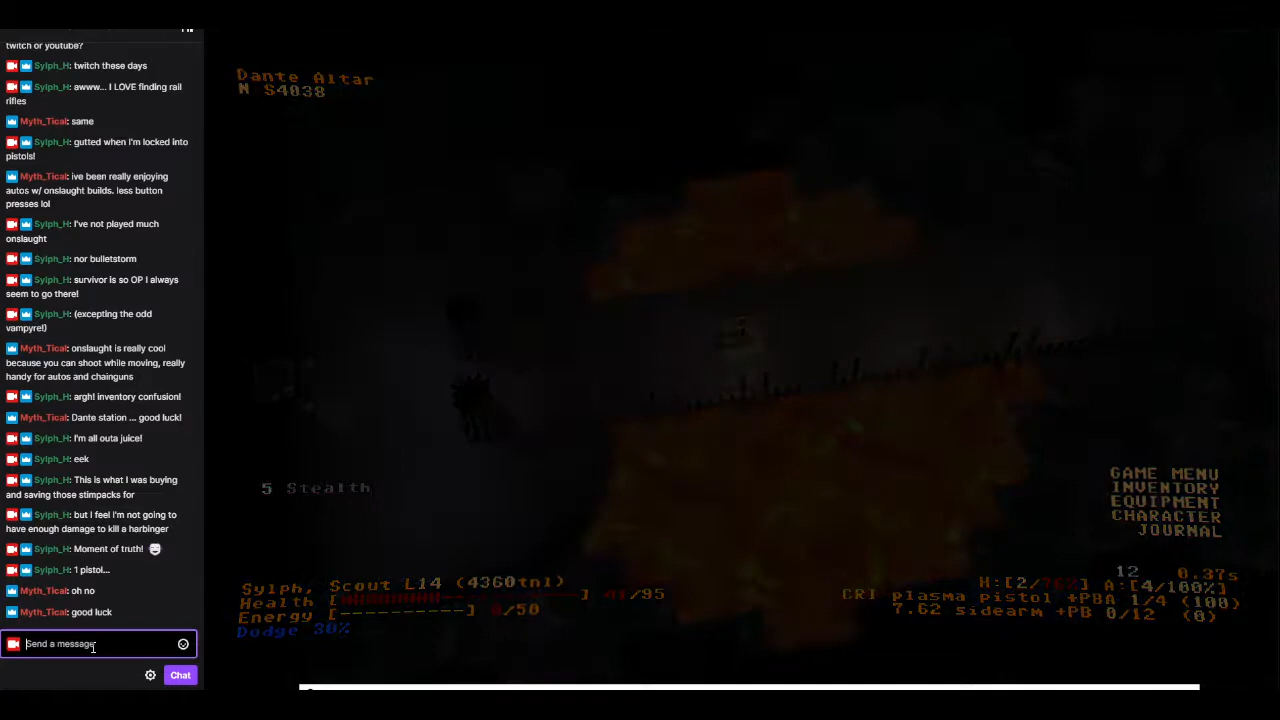 twitch or youtube?
Sylph_H: twitch these days
Sylph_H: awww... I LOVE finding rail
rifles
Myth_Tical: same
Sylph_H: gutted when I'm locked into
pistols!
Myth_Tical: ive been really enjoying
autos w/ onslaught builds. less button
presses lol
Sylph_H: I've not played much
onslaught
Sylph_H: nor bulletstorm
Sylph_H: survivor is so OP I always
seem to go there!
Sylph_H: (excepting the odd
vampyre!)
Myth_Tical: onslaught is really cool
because you can shoot while moving, really
handy for autos and chainguns
Sylph_H: argh! inventory confusion!
Myth_Tical: Dante station ... good luck!
Sylph_H: I'm all outa juice!
Sylph_H: eek
Sylph_H: This is what I was buying
and saving those stimpacks for
Sylph_H: but I feel I'm not going to
have enough damage to kill a harbinger
Sylph_H: Moment of truth!
Sylph_H: 1 pistol...
Myth_Tical: oh no
Myth_Tical: good luck
Send a message
Chat
Dante Altar
N S4038
5 Stealth
GAME MENU
INVENTORY
EQUIPMENT
CHARACTER
JOURNAL
Sylph, Scout L14 (4360tnl)
Health [ ] 41/95
Energy [----------] 0/50
Dodge 30%
12 0.37s
A:[4/100%]
CRI plasma pistol +PBA 1/4 (100)
7.62 sidearm +PB 0/12 (0)